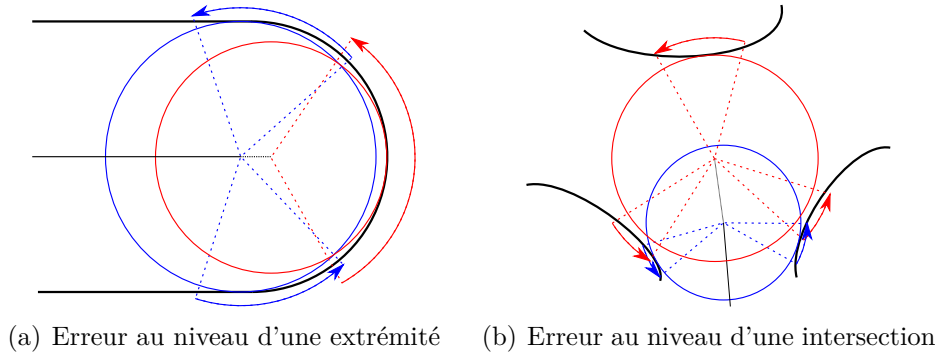 (a) Erreur au niveau d'une extrémité
(b) Erreur au niveau d'une intersection